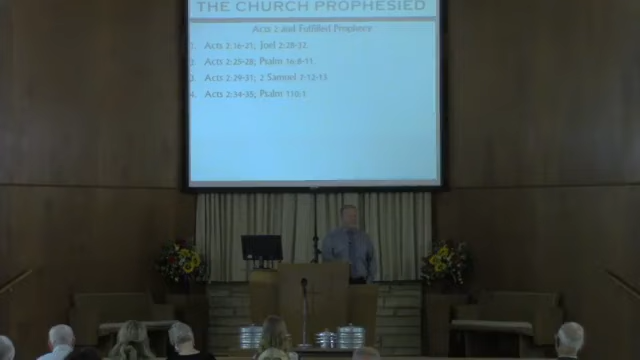 THE CHURCH PROPHESIED
Acts 2 and Fulfilled Prophecy
1. Acts 2:16-21; Joel 2:28-32.
2. Acts 2:25-28; Psalm 16:8-11.
3. Acts 2:29-31; 2 Samuel 7:12-13
4. Acts 2:34-35; Psalm 110:1